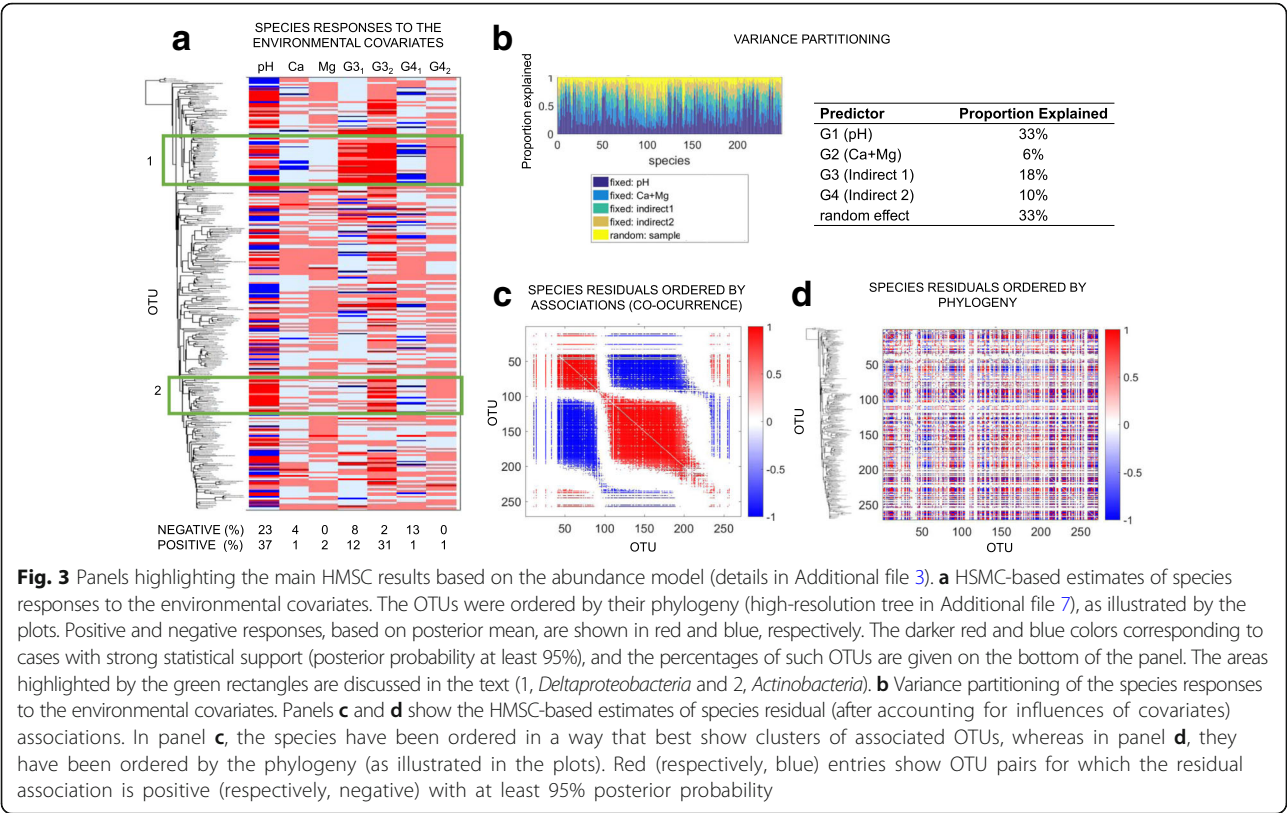 a
SPECIES RESPONSES TO THE
ENVIRONMENTAL COVARIATES
pH Ca Mg G3₁ G3₂ G4₁ G4₂
1
2
OTU
NEGATIVE (%) 23 4 0 8 2 13 0
POSITIVE (%) 37 1 2 12 31 1 1
b
VARIANCE PARTITIONING
Proportion explained
1
0.5
0
0 50 100 150 200
species
fixed: pH
fixed: Ca+Mg
fixed: indirect1
fixed: indirect2
random: sample
Predictor Proportion Explained
G1 (pH) 33%
G2 (Ca+Mg) 6%
G3 (Indirect 1) 18%
G4 (Indirect 2) 10%
random effect 33%
c
SPECIES RESIDUALS ORDERED BY
ASSOCIATIONS (CO-OCURRENCE)
OTU
50
100
150
200
250
50 100 150 200 250
OTU
1
0.5
0
-0.5
-1
d
SPECIES RESIDUALS ORDERED BY
PHYLOGENY
OTU
50
100
150
200
250
50 100 150 200 250
OTU
1
0.5
0
-0.5
-1
Fig. 3 Panels highlighting the main HMSC results based on the abundance model (details in Additional file 3). a HSMC-based estimates of species
responses to the environmental covariates. The OTUs were ordered by their phylogeny (high-resolution tree in Additional file 7), as illustrated by the
plots. Positive and negative responses, based on posterior mean, are shown in red and blue, respectively. The darker red and blue colors corresponding to
cases with strong statistical support (posterior probability at least 95%), and the percentages of such OTUs are given on the bottom of the panel. The areas
highlighted by the green rectangles are discussed in the text (1, Deltaproteobacteria and 2, Actinobacteria). b Variance partitioning of the species responses
to the environmental covariates. Panels c and d show the HMSC-based estimates of species residual (after accounting for influences of covariates)
associations. In panel c, the species have been ordered in a way that best show clusters of associated OTUs, whereas in panel d, they
have been ordered by the phylogeny (as illustrated in the plots). Red (respectively, blue) entries show OTU pairs for which the residual
association is positive (respectively, negative) with at least 95% posterior probability